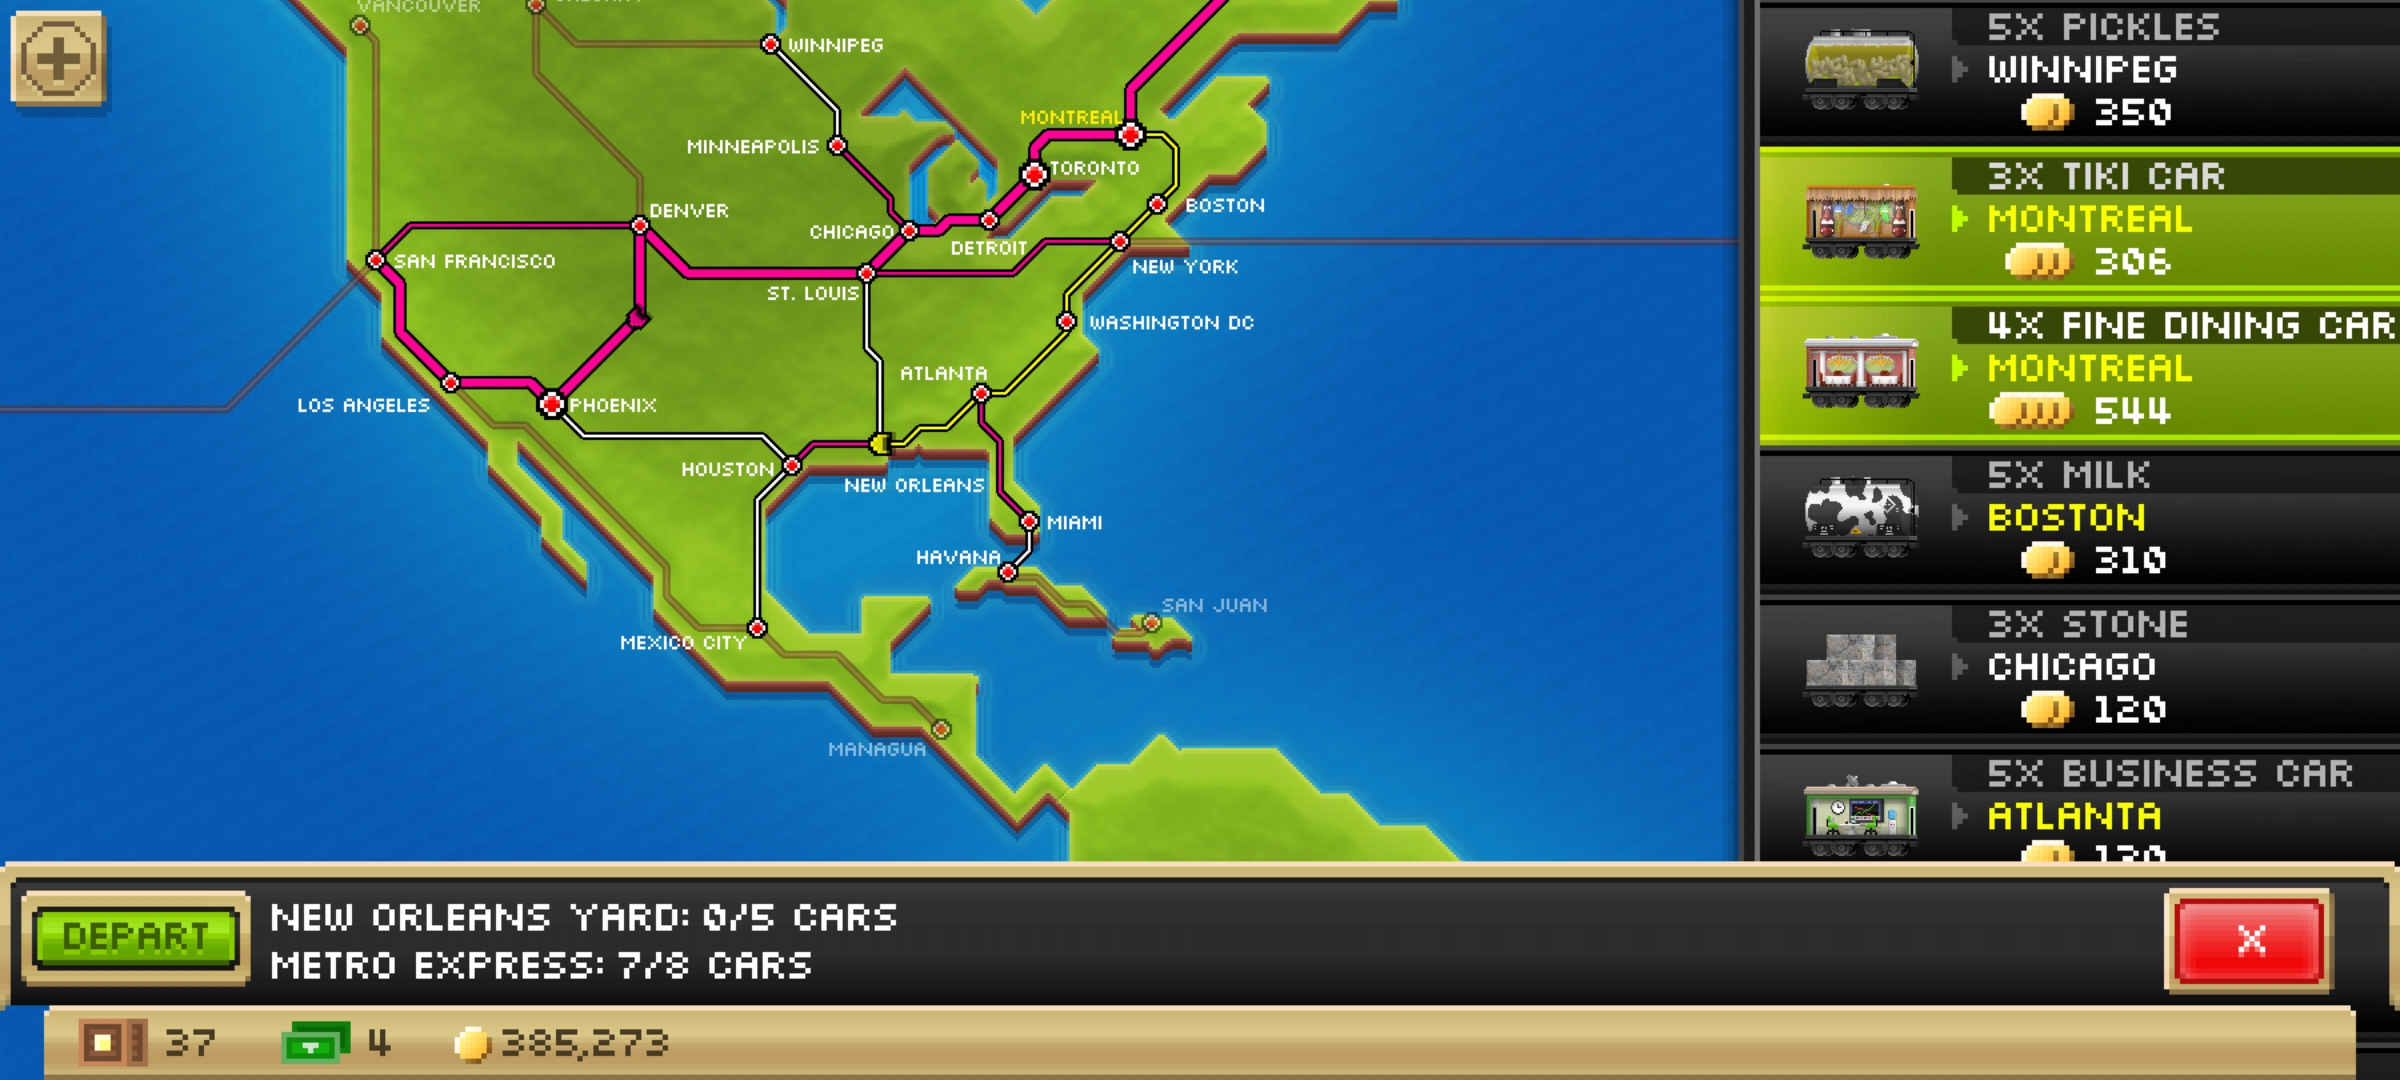 VANCOUVER
WINNIPEG
MINNEAPOLIS
MONTREAL
TORONTO
BOSTON
DENVER
CHICAGO
DETROIT
SAN FRANCISCO
NEW YORK
ST. LOUIS
WASHINGTON DC
ATLANTA
LOS ANGELES
PHOENIX
HOUSTON
NEW ORLEANS
MIAMI
HAVANA
SAN JUAN
MEXICO CITY
MANAGUA
5X PICKLES
WINNIPEG
350
3X TIKI CAR
MONTREAL
306
4X FINE DINING CAR
MONTREAL
544
5X MILK
BOSTON
310
3X STONE
CHICAGO
120
5X BUSINESS CAR
ATLANTA
DEPART
NEW ORLEANS YARD: 0/5 CARS
METRO EXPRESS: 7/8 CARS
X
37
4
385,273